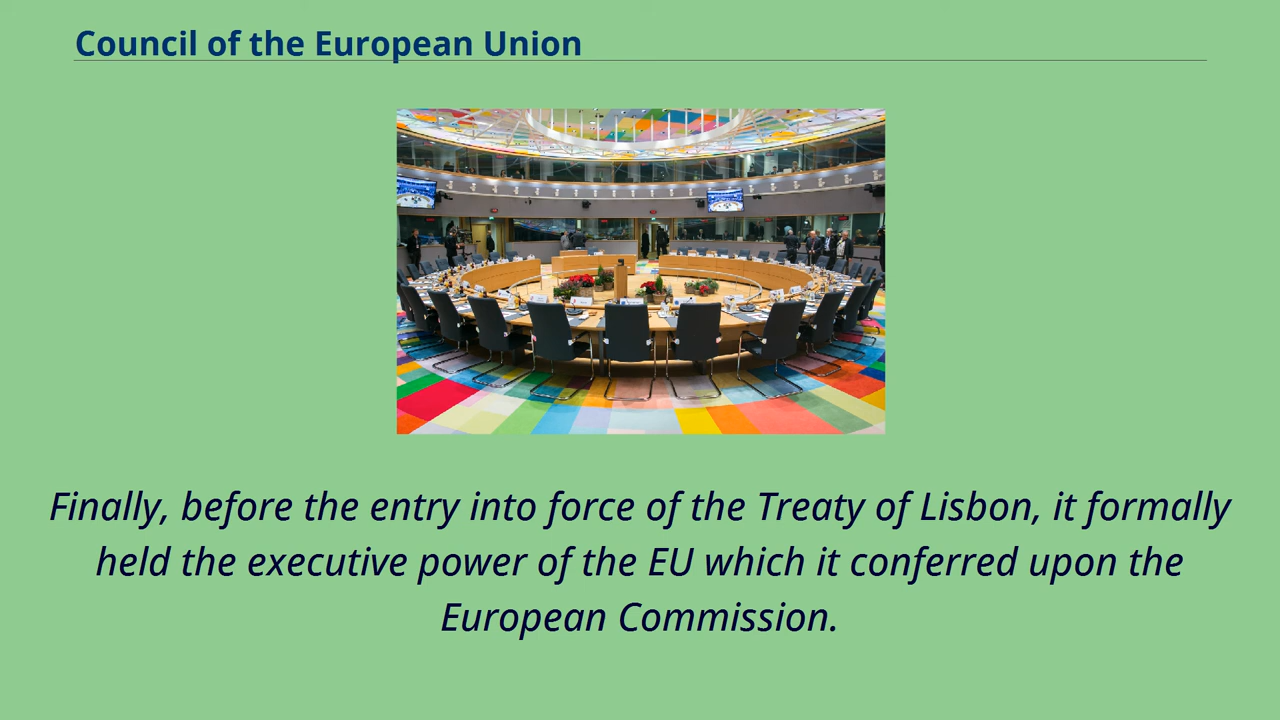 Council of the European Union
Finally, before the entry into force of the Treaty of Lisbon, it formally
held the executive power of the EU which it conferred upon the
European Commission.